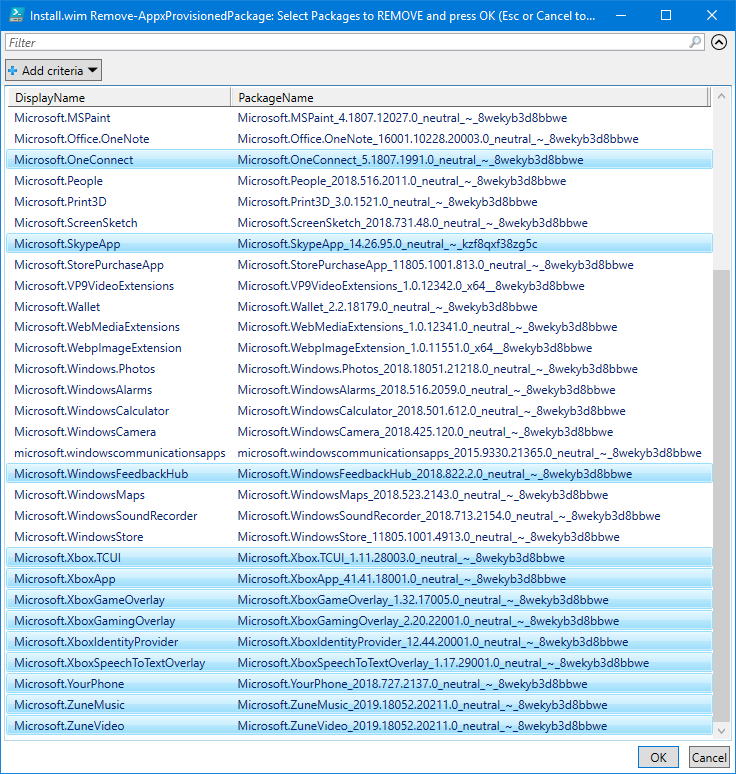 Install.wim Remove-AppxProvisionedPackage: Select Packages to REMOVE and press OK (Esc or Cancel to...
Filter
Add criteria
DisplayName PackageName
Microsoft.MSPaint Microsoft.MSPaint_4.1807.12027.0_neutral_~_8wekyb3d8bbwe
Microsoft.Office.OneNote Microsoft.Office.OneNote_16001.10228.20003.0_neutral_~_8wekyb3d8bbwe
Microsoft.OneConnect Microsoft.OneConnect_5.1807.1991.0_neutral_~_8wekyb3d8bbwe
Microsoft.People Microsoft.People_2018.516.2011.0_neutral_~_8wekyb3d8bbwe
Microsoft.Print3D Microsoft.Print3D_3.0.1521.0_neutral_~_8wekyb3d8bbwe
Microsoft.ScreenSketch Microsoft.ScreenSketch_2018.731.48.0_neutral_~_8wekyb3d8bbwe
Microsoft.SkypeApp Microsoft.SkypeApp_14.26.95.0_neutral_~_kzf8qxf38zg5c
Microsoft.StorePurchaseApp Microsoft.StorePurchaseApp_11805.1001.813.0_neutral_~_8wekyb3d8bbwe
Microsoft.VP9VideoExtensions Microsoft.VP9VideoExtensions_1.0.12342.0_x64__8wekyb3d8bbwe
Microsoft.Wallet Microsoft.Wallet_2.2.18179.0_neutral_~_8wekyb3d8bbwe
Microsoft.WebMediaExtensions Microsoft.WebMediaExtensions_1.0.12341.0_neutral_~_8wekyb3d8bbwe
Microsoft.WebpImageExtension Microsoft.WebpImageExtension_1.0.11551.0_x64__8wekyb3d8bbwe
Microsoft.Windows.Photos Microsoft.Windows.Photos_2018.18051.21218.0_neutral_~_8wekyb3d8bbwe
Microsoft.WindowsAlarms Microsoft.WindowsAlarms_2018.516.2059.0_neutral_~_8wekyb3d8bbwe
Microsoft.WindowsCalculator Microsoft.WindowsCalculator_2018.501.612.0_neutral_~_8wekyb3d8bbwe
Microsoft.WindowsCamera Microsoft.WindowsCamera_2018.425.120.0_neutral_~_8wekyb3d8bbwe
microsoft.windowscommunicationsapps microsoft.windowscommunicationsapps_2015.9330.21365.0_neutral_~_8wekyb3d8bbwe
Microsoft.WindowsFeedbackHub Microsoft.WindowsFeedbackHub_2018.822.2.0_neutral_~_8wekyb3d8bbwe
Microsoft.WindowsMaps Microsoft.WindowsMaps_2018.523.2143.0_neutral_~_8wekyb3d8bbwe
Microsoft.WindowsSoundRecorder Microsoft.WindowsSoundRecorder_2018.713.2154.0_neutral_~_8wekyb3d8bbwe
Microsoft.WindowsStore Microsoft.WindowsStore_11805.1001.4913.0_neutral_~_8wekyb3d8bbwe
Microsoft.Xbox.TCUI Microsoft.Xbox.TCUI_1.11.28003.0_neutral_~_8wekyb3d8bbwe
Microsoft.XboxApp Microsoft.XboxApp_41.41.18001.0_neutral_~_8wekyb3d8bbwe
Microsoft.XboxGameOverlay Microsoft.XboxGameOverlay_1.32.17005.0_neutral_~_8wekyb3d8bbwe
Microsoft.XboxGamingOverlay Microsoft.XboxGamingOverlay_2.20.22001.0_neutral_~_8wekyb3d8bbwe
Microsoft.XboxIdentityProvider Microsoft.XboxIdentityProvider_12.44.20001.0_neutral_~_8wekyb3d8bbwe
Microsoft.XboxSpeechToTextOverlay Microsoft.XboxSpeechToTextOverlay_1.17.29001.0_neutral_~_8wekyb3d8bbwe
Microsoft.YourPhone Microsoft.YourPhone_2018.727.2137.0_neutral_~_8wekyb3d8bbwe
Microsoft.ZuneMusic Microsoft.ZuneMusic_2019.18052.20211.0_neutral_~_8wekyb3d8bbwe
Microsoft.ZuneVideo Microsoft.ZuneVideo_2019.18052.20211.0_neutral_~_8wekyb3d8bbwe
OK Cancel